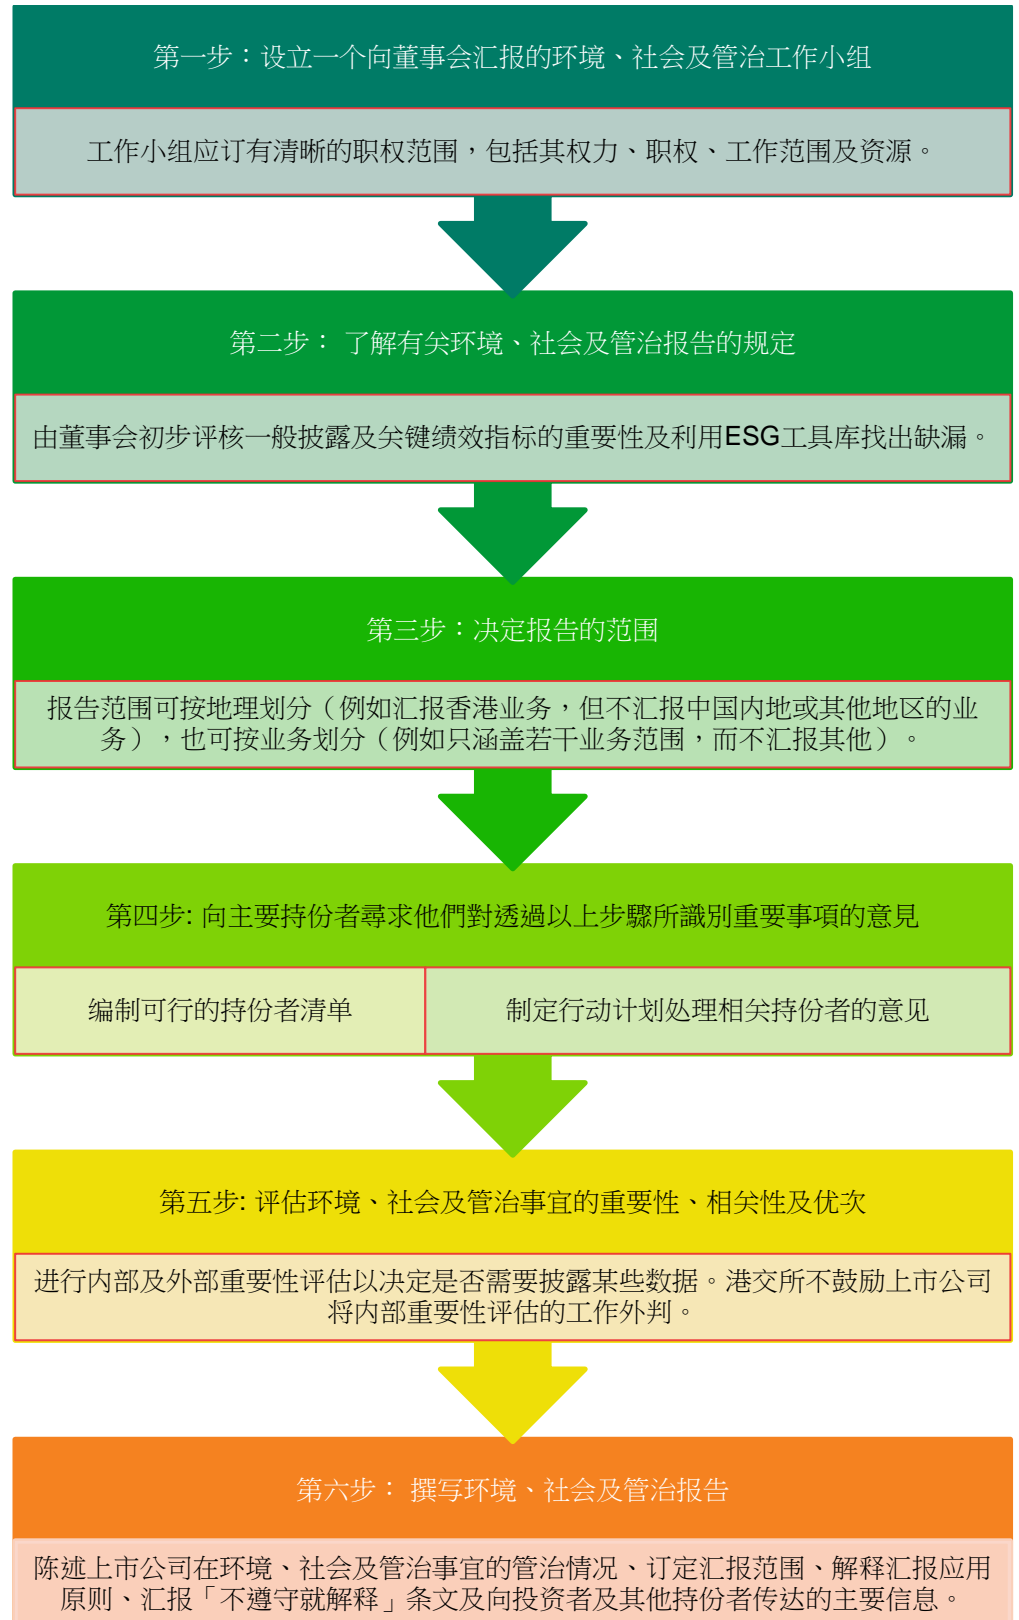 第一步：设立一个向董事会汇报的环境、社会及管治工作小组
工作小组应订有清晰的职权范围，包括其权力、职权、工作范围及资源。
第二步： 了解有关环境、社会及管治报告的规定
由董事会初步评核一般披露及关键绩效指标的重要性及利用ESG工具库找出缺漏。
第三步：决定报告的范围
报告范围可按地理划分（例如汇报香港业务，但不汇报中国内地或其他地区的业
务），也可按业务划分（例如只涵盖若干业务范围，而不汇报其他）。
第四步: 向主要持份者尋求他們對透過以上步驟所識別重要事項的意見
编制可行的持份者清单
制定行动计划处理相关持份者的意见
第五步: 评估环境、社会及管治事宜的重要性、相关性及优次
进行内部及外部重要性评估以决定是否需要披露某些数据。港交所不鼓励上市公司
将内部重要性评估的工作外判。
第六步： 撰写环境、社会及管治报告
陈述上市公司在环境、社会及管治事宜的管治情况、订定汇报范围、解释汇报应用
原则、汇报「不遵守就解释」条文及向投资者及其他持份者传达的主要信息。